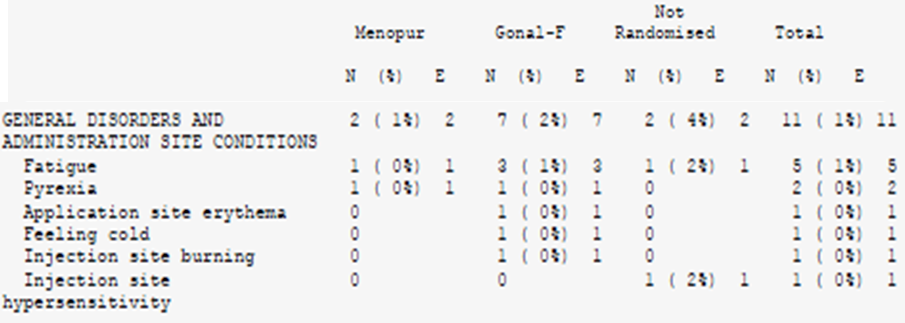 Not
Menopur Gonal-F Randomised Total
N (%) E N (%) E N (%) E N (%) E
GENERAL DISORDERS AND 2 ( 1%) 2 7 ( 2%) 7 2 ( 4%) 2 11 ( 1%) 11
ADMINISTRATION SITE CONDITIONS
Fatigue 1 ( 0%) 1 3 ( 1%) 3 1 ( 2%) 1 5 ( 1%) 5
Pyrexia 1 ( 0%) 1 1 ( 0%) 1 0 2 ( 0%) 2
Application site erythema 0 1 ( 0%) 1 0 1 ( 0%) 1
Feeling cold 0 1 ( 0%) 1 0 1 ( 0%) 1
Injection site burning 0 1 ( 0%) 1 0 1 ( 0%) 1
Injection site 0 0 1 ( 2%) 1 1 ( 0%) 1
hypersensitivity